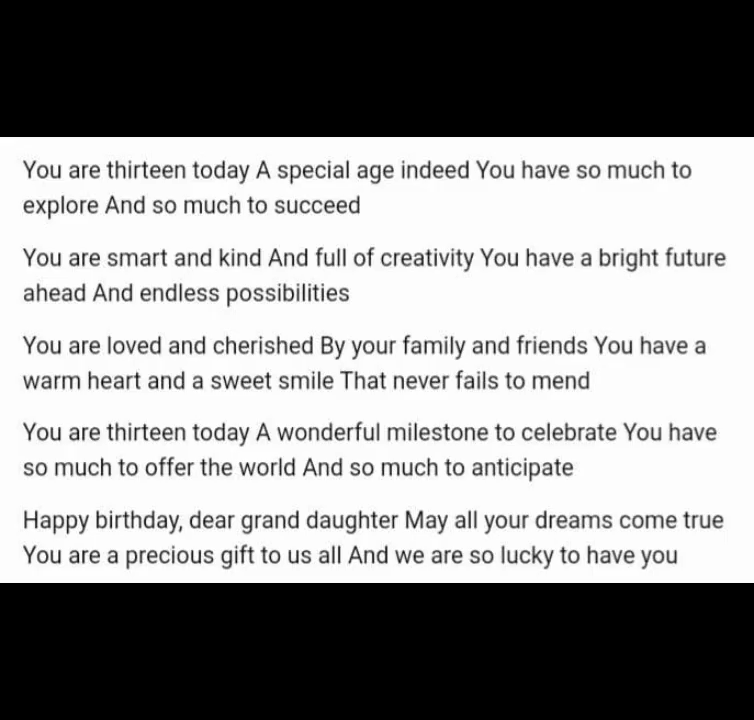 You are thirteen today A special age indeed You have so much to
explore And so much to succeed
You are smart and kind And full of creativity You have a bright future
ahead And endless possibilities
You are loved and cherished By your family and friends You have a
warm heart and a sweet smile That never fails to mend
You are thirteen today A wonderful milestone to celebrate You have
so much to offer the world And so much to anticipate
Happy birthday, dear grand daughter May all your dreams come true
You are a precious gift to us all And we are so lucky to have you